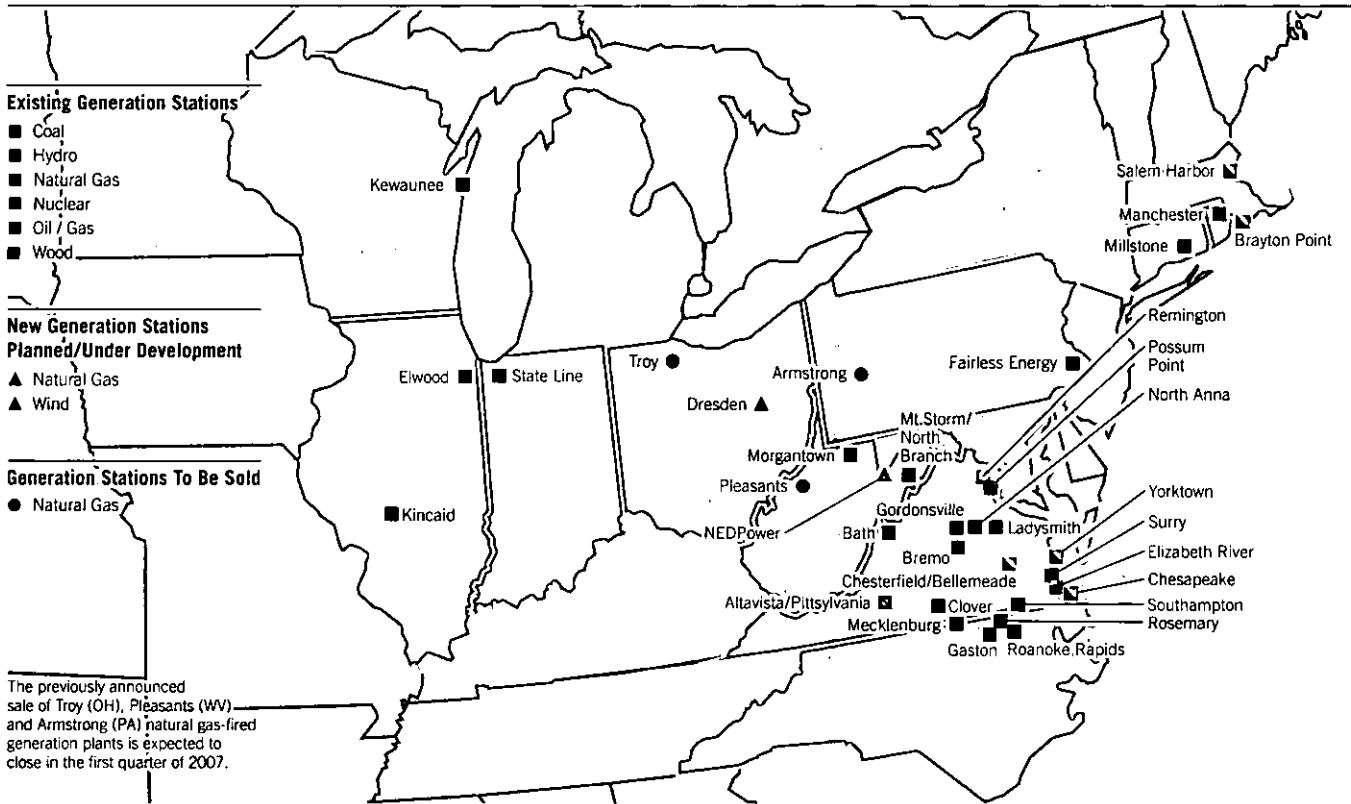 Existing Generation Stations
Coal
Hydro
Natural Gas
Nuclear
Oil / Gas
Wood
New Generation Stations
Planned/Under Development
Natural Gas
Wind
Generation Stations To Be Sold
Natural Gas
The previously announced
sale of Troy (OH), Pleasants (WV)
and Armstrong (PA) natural gas-fired
generation plants is expected to
close in the first quarter of 2007.
Kewaunee
Elwood
State Line
Kincaid
Troy
Dresden
Armstrong
Morgantown
Pleasants
NEDPower
Mt.Storm/
North
Branch
Fairless Energy
Salem Harbor
Manchester
Brayton Point
Millstone
Remington
Possum
Point
North Anna
Gordonsville
Ladysmith
Bath
Bremo
Chesterfield/Bellemeade
Altavista/Pittsylvania
Clover
Mecklenburg
Gaston
Roanoke Rapids
Yorktown
Surry
Elizabeth River
Chesapeake
Southampton
Rosemary